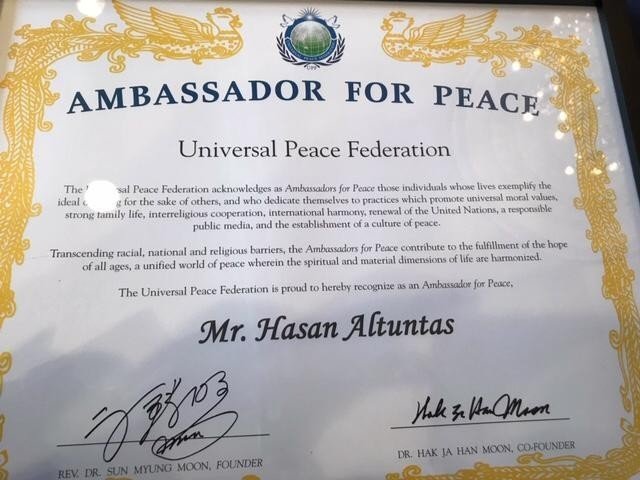 AMBASSADOR FOR PEACE
Universal Peace Federation
The sal Peace Federation acknowledges as Ambassadors for Peace those individuals whose lives exemplify the
ideal for the sake of others, and who dedicate themselves to practices which promote universal moral values,
strong family life, interreligious cooperation, international harmony, renewal of the United Nations, a responsible
public media, and the establishment of a culture of peace.
Transcending racial, national and religious barriers, the Ambassadors for Peace contribute to the fulfillment of the hope
of all ages, a unified world of peace wherein the spiritual and material dimensions of life are harmonized.
The Universal Peace Federation is proud to hereby recognize as an Ambassador for Peace,
Mr. Hasan Altuntas
Hak Ja Han Moon
REV. DR. SUN MYUNG MOON, FOUNDER
DR. HAK JA HAN MOON, CO-FOUNDER